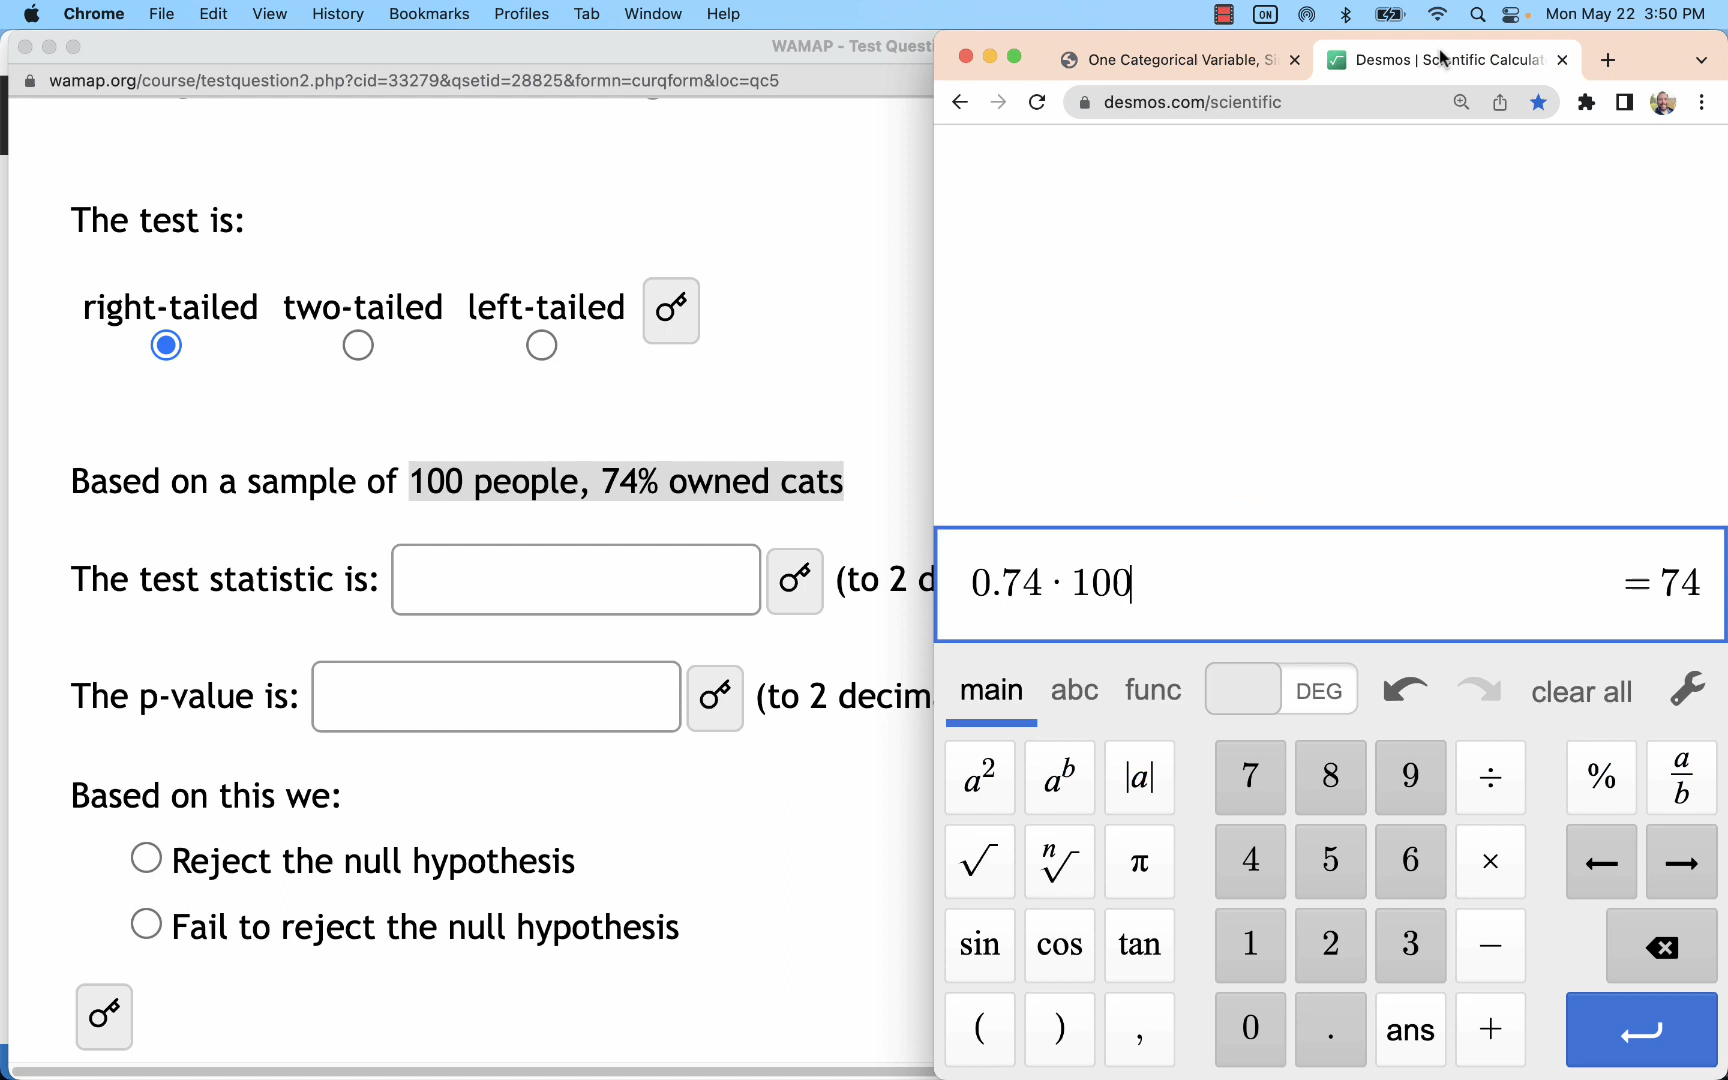 Chrome File Edit View History Bookmarks Profiles Tab Window Help
ON
Mon May 22 3:50 PM
WAMAP - Test Questi
wamap.org/course/testquestion2.php?cid=33279&qsetid=28825&formn=curqform&loc=qc5
The test is:
right-tailed two-tailed left-tailed
Based on a sample of 100 people, 74% owned cats
The test statistic is: (to 2 d
The p-value is: (to 2 decim
Based on this we:
Reject the null hypothesis
Fail to reject the null hypothesis
One Categorical Variable, Si
Desmos | Scientific Calculat
desmos.com/scientific
0.74 · 100 = 74
main abc func DEG clear all
a² aᵇ |a| 7 8 9 ÷ % a/b
√ ⁿ√ π 4 5 6 × ← →
sin cos tan 1 2 3 −
( ) , 0 . ans +